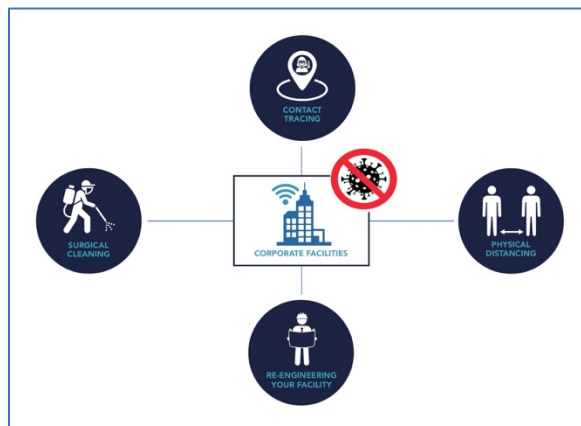 CONTACT
TRACING
SURGICAL
CLEANING
CORPORATE FACILITIES
PHYSICAL
DISTANCING
RE-ENGINEERING
YOUR FACILITY